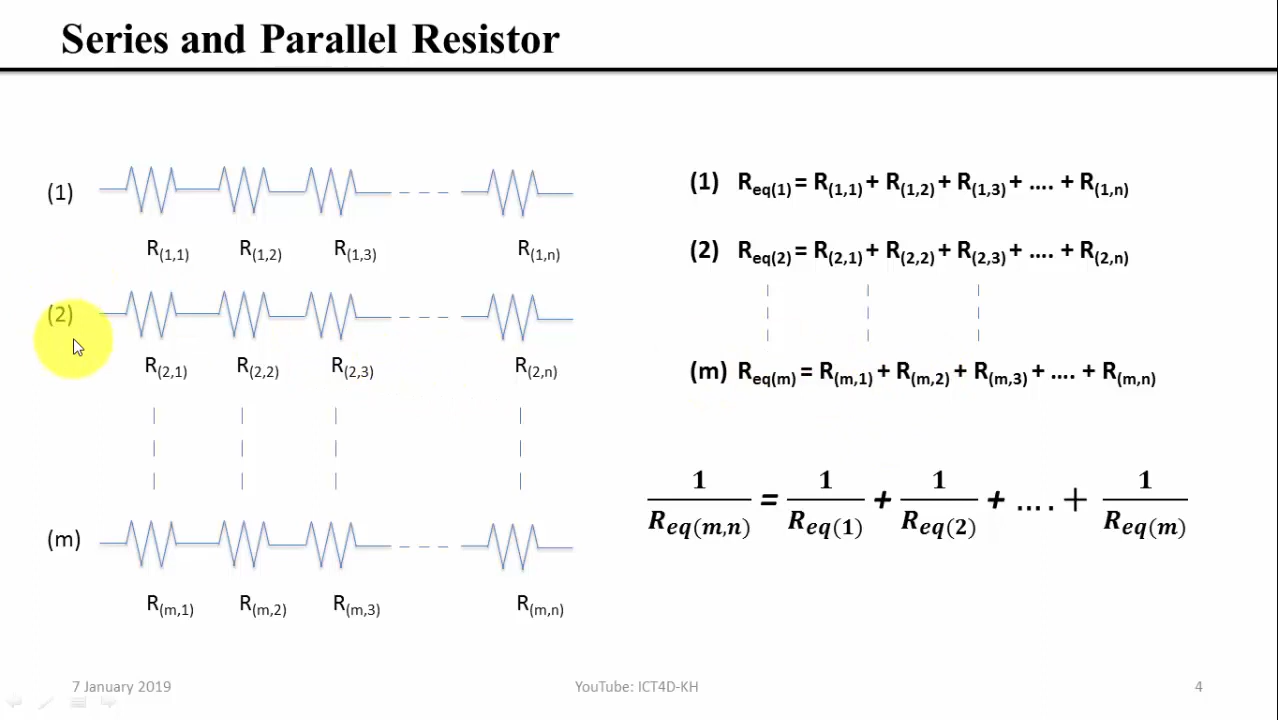 Series and Parallel Resistor
(1)
R(1,1) R(1,2) R(1,3) R(1,n)
(2)
R(2,1) R(2,2) R(2,3) R(2,n)
(m)
R(m,1) R(m,2) R(m,3) R(m,n)
(1) Req(1) = R(1,1) + R(1,2) + R(1,3) + .... + R(1,n)
(2) Req(2) = R(2,1) + R(2,2) + R(2,3) + .... + R(2,n)
(m) Req(m) = R(m,1) + R(m,2) + R(m,3) + .... + R(m,n)
1/Req(m,n) = 1/Req(1) + 1/Req(2) + .... + 1/Req(m)
7 January 2019 YouTube: ICT4D-KH 4